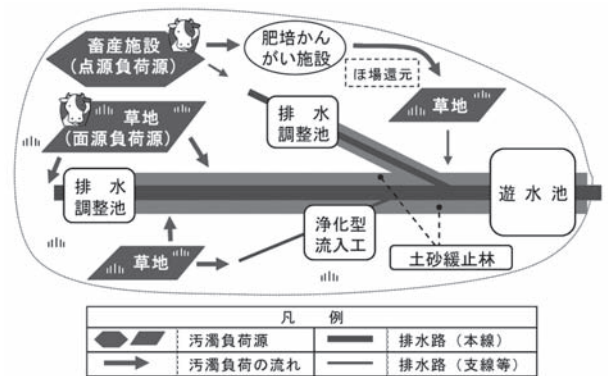 畜産施設
（点源負荷源）
肥培かん
がい施設
ほ場還元
草地
草地
（面源負荷源）
排　水
調整池
排　水
調整池
遊水池
浄化型
流入工
草地
土砂緩止林
凡　例
汚濁負荷源
排水路（本線）
汚濁負荷の流れ
排水路（支線等）